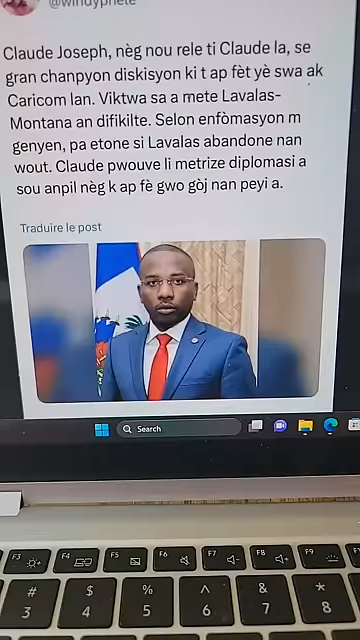 @windyphele
Claude Joseph, nèg nou rele ti Claude la, se
gran chanpyon diskisyon ki t ap fèt yè swa ak
Caricom lan. Viktwa sa a mete Lavalas-
Montana an difikilte. Selon enfòmasyon m
genyen, pa etone si Lavalas abandone nan
wout. Claude pwouve li metrize diplomasi a
sou anpil nèg k ap fè gwo gòj nan peyi a.
Traduire le post
Search
F3 F4 F5 F6 F7 F8 F9
# $ % ^ & *
3 4 5 6 7 8